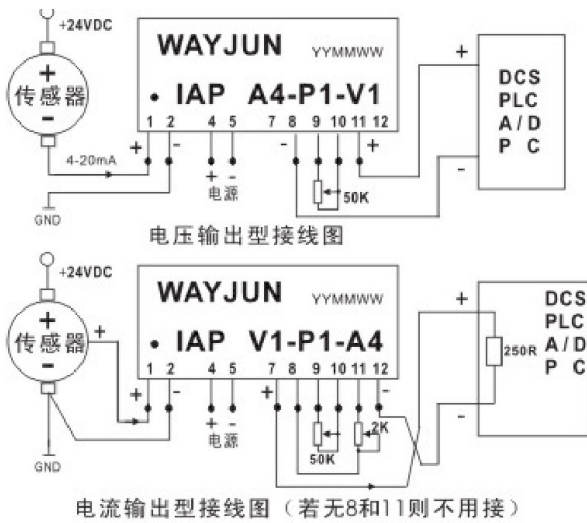 +24VDC
WAYJUN YYMMWW
IAP A4-P1-V1
1 2 4 5 7 8 9 10 11 12
+
传感器
-
4-20mA
+ - - +
+ -
电源
50K
GND
+
-
DCS
PLC
A/D
P C
电压输出型接线图
+24VDC
WAYJUN YYMMWW
IAP V1-P1-A4
1 2 4 5 7 8 9 10 11 12
+
传感器
-
+
+ - + -
+ -
电源
50K
2K
GND
+
-
250R
DCS
PLC
A/D
P C
电流输出型接线图（若无8和11则不用接）